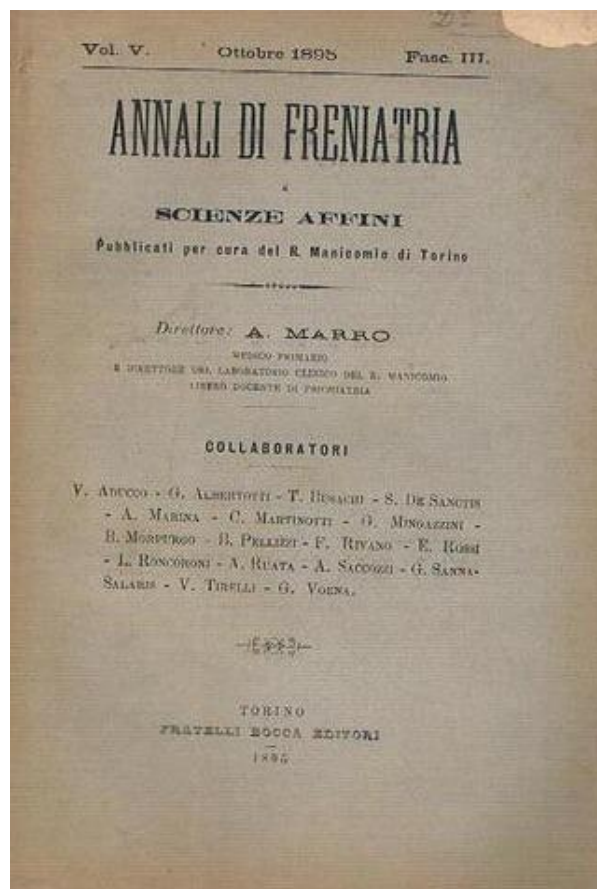 Vol. V. Ottobre 1895 Fasc. III.
ANNALI DI FRENIATRIA
E
SCIENZE AFFINI
Pubblicati per cura del R. Manicomio di Torino
Direttore: A. MARRO
MEDICO PRIMARIO
E DIRETTORE DEL LABORATORIO CLINICO DEL R. MANICOMIO
LIBERO DOCENTE DI PSICHIATRIA
COLLABORATORI
V. ADUCCO - G. ALBERTOTTI - T. BUSACHI - S. DE SANCTIS
- A. MARINA - C. MARTINOTTI - G. MINGAZZINI -
B. MORPURGO - B. PELLIZZI - F. RIVANO - E. ROSSI
- L. RONCORONI - A. RUATA - A. SACCOZZI - G. SANNA-
SALARIS - V. TIRELLI - G. VOENA.
TORINO
FRATELLI BOCCA EDITORI
1895